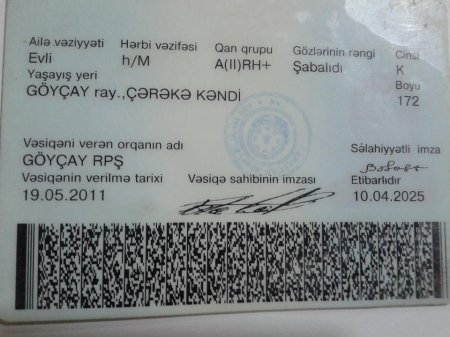 Ailə vəziyyəti Hərbi vəzifəsi Qan qrupu Gözlərinin rəngi Cinsi
Evli h/M A(II)RH+ Şabalıdı K
Yaşayış yeri Boyu
GÖYÇAY ray.,ÇƏRƏKƏ KƏNDİ 172
Vəsiqəni verən orqanın adı Səlahiyyətli imza
GÖYÇAY RPŞ
Vəsiqənin verilmə tarixi Vəsiqə sahibinin imzası Etibarlıdır
19.05.2011 10.04.2025